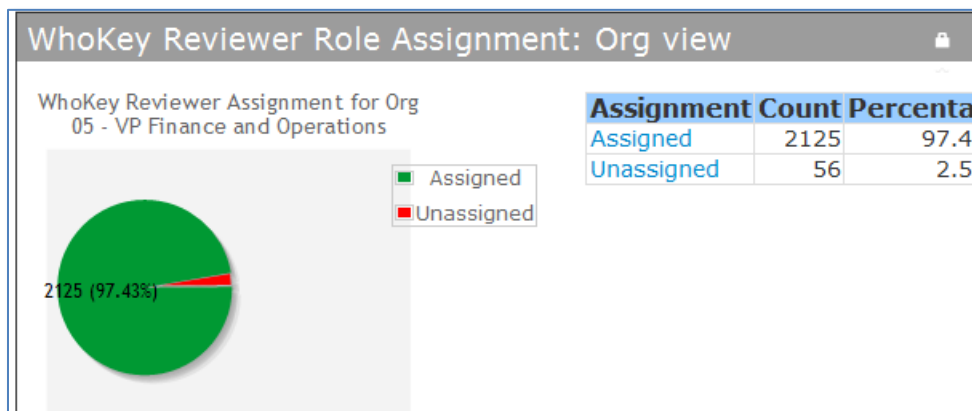 WhoKey Reviewer Role Assignment: Org view
WhoKey Reviewer Assignment for Org
05 - VP Finance and Operations
Assigned
Unassigned
2125 (97.43%)
Assignment Count Percenta
Assigned 2125 97.4
Unassigned 56 2.5